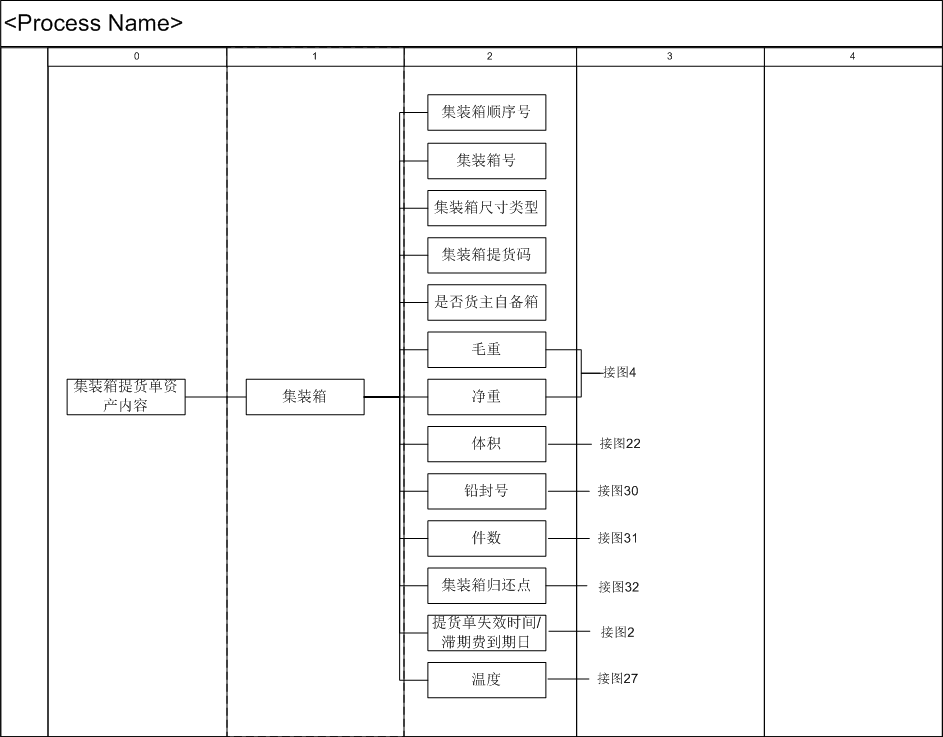 <Process Name>
0
1
2
3
4
集装箱顺序号
集装箱号
集装箱尺寸类型
集装箱提货码
是否货主自备箱
毛重
接图4
集装箱提货单资
产内容
集装箱
净重
体积
接图22
铅封号
接图30
件数
接图31
集装箱归还点
接图32
提货单失效时间/
滞期费到期日
接图2
温度
接图27